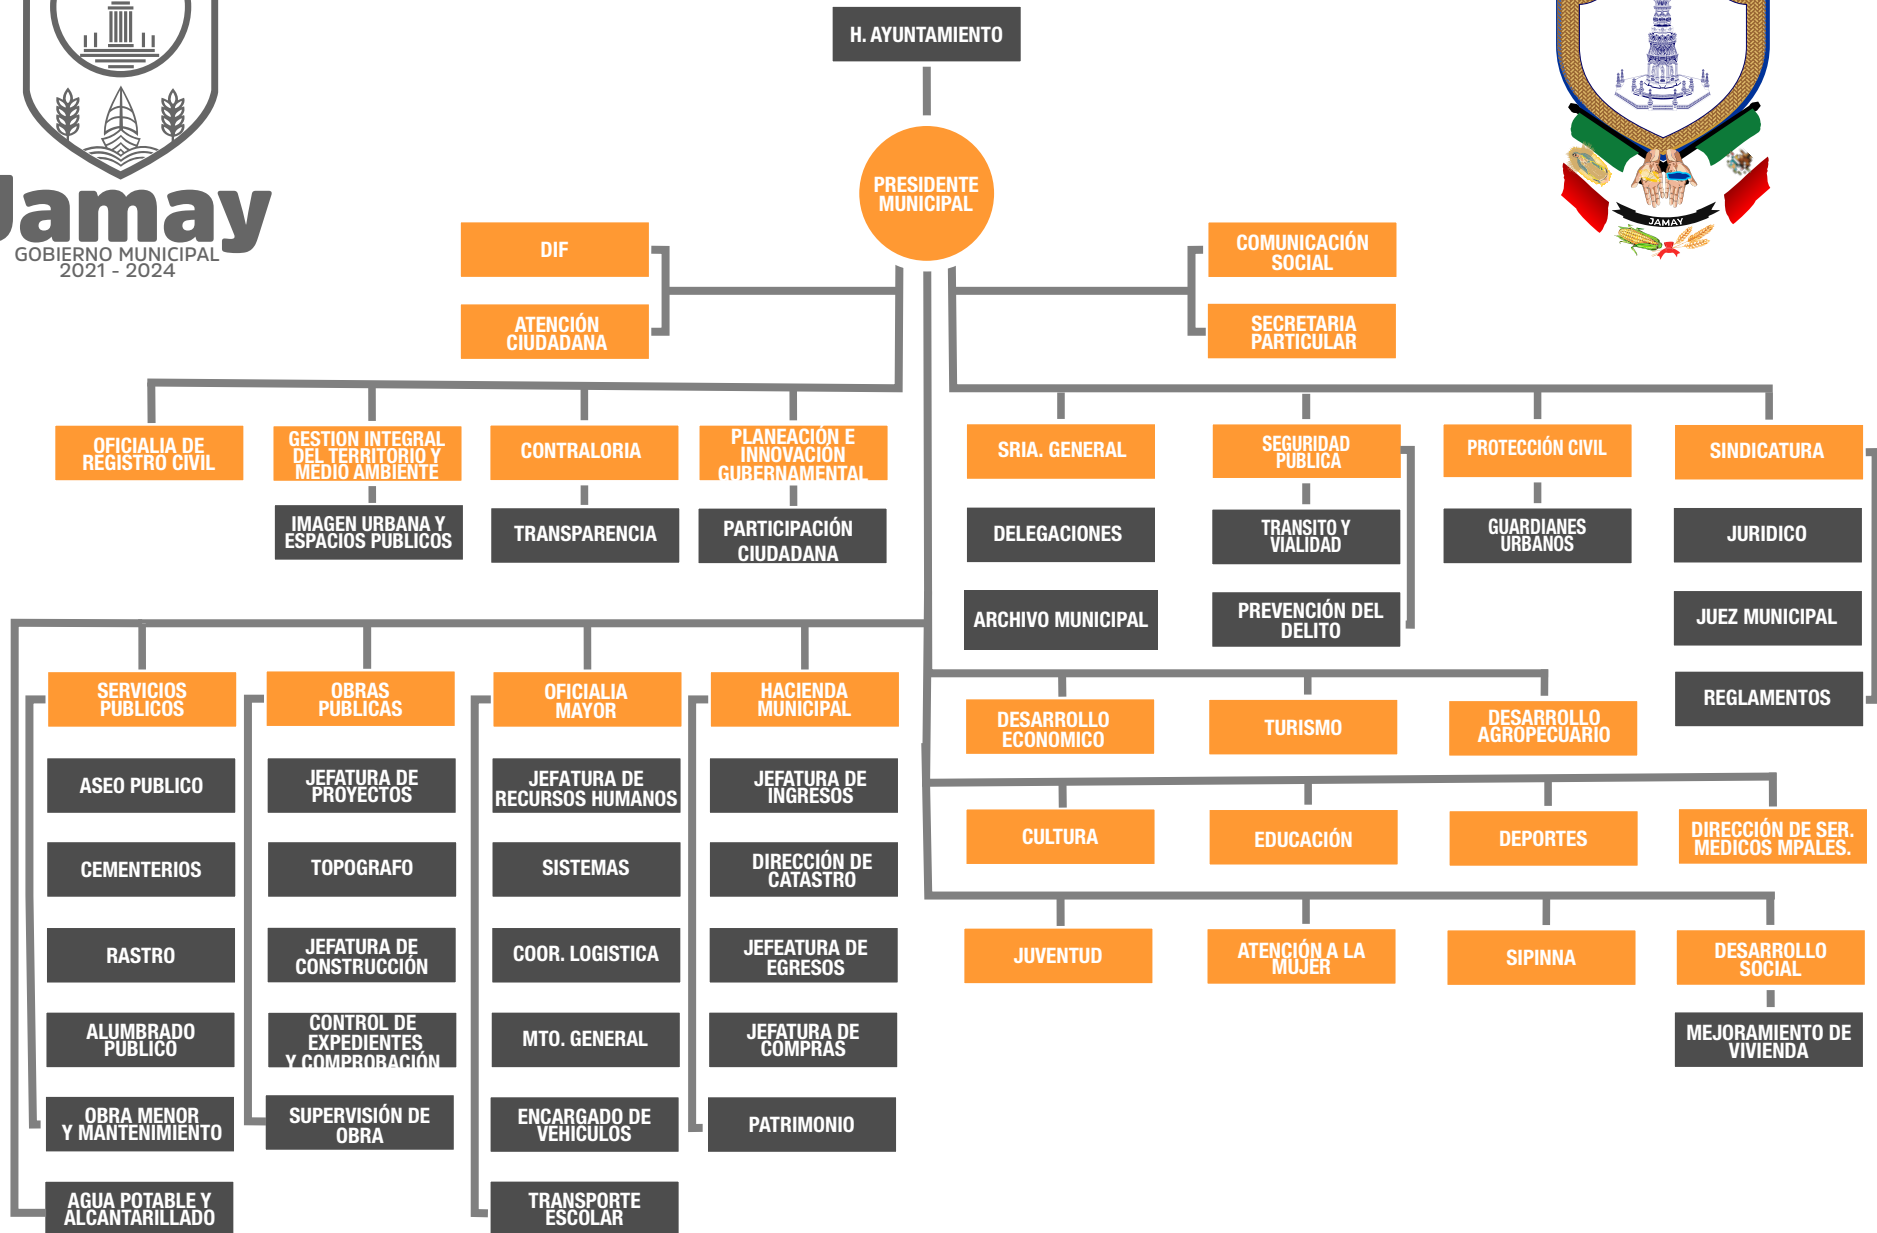 H. AYUNTAMIENTO
PRESIDENTE
MUNICIPAL
Jamay
GOBIERNO MUNICIPAL
2021 - 2024
JAMAY
DIF
ATENCIÓN
CIUDADANA
COMUNICACIÓN
SOCIAL
SECRETARIA
PARTICULAR
OFICIALIA DE
REGISTRO CIVIL
GESTION INTEGRAL
DEL TERRITORIO Y
MEDIO AMBIENTE
CONTRALORIA
PLANEACIÓN E
INNOVACIÓN
GUBERNAMENTAL
SRIA. GENERAL
SEGURIDAD
PUBLICA
PROTECCIÓN CIVIL
SINDICATURA
IMAGEN URBANA Y
ESPACIOS PUBLICOS
TRANSPARENCIA
PARTICIPACIÓN
CIUDADANA
DELEGACIONES
TRANSITO Y
VIALIDAD
GUARDIANES
URBANOS
JURIDICO
ARCHIVO MUNICIPAL
PREVENCIÓN DEL
DELITO
JUEZ MUNICIPAL
REGLAMENTOS
SERVICIOS
PUBLICOS
OBRAS
PUBLICAS
OFICIALIA
MAYOR
HACIENDA
MUNICIPAL
DESARROLLO
ECONOMICO
TURISMO
DESARROLLO
AGROPECUARIO
ASEO PUBLICO
JEFATURA DE
PROYECTOS
JEFATURA DE
RECURSOS HUMANOS
JEFATURA DE
INGRESOS
CULTURA
EDUCACIÓN
DEPORTES
DIRECCIÓN DE SER.
MEDICOS MPALES.
CEMENTERIOS
TOPOGRAFO
SISTEMAS
DIRECCIÓN DE
CATASTRO
RASTRO
JEFATURA DE
CONSTRUCCIÓN
COOR. LOGISTICA
JEFEATURA DE
EGRESOS
JUVENTUD
ATENCIÓN A LA
MUJER
SIPINNA
DESARROLLO
SOCIAL
ALUMBRADO
PUBLICO
CONTROL DE
EXPEDIENTES
Y COMPROBACIÓN
MTO. GENERAL
JEFATURA DE
COMPRAS
MEJORAMIENTO DE
VIVIENDA
OBRA MENOR
Y MANTENIMIENTO
SUPERVISIÓN DE
OBRA
ENCARGADO DE
VEHICULOS
PATRIMONIO
AGUA POTABLE Y
ALCANTARILLADO
TRANSPORTE
ESCOLAR